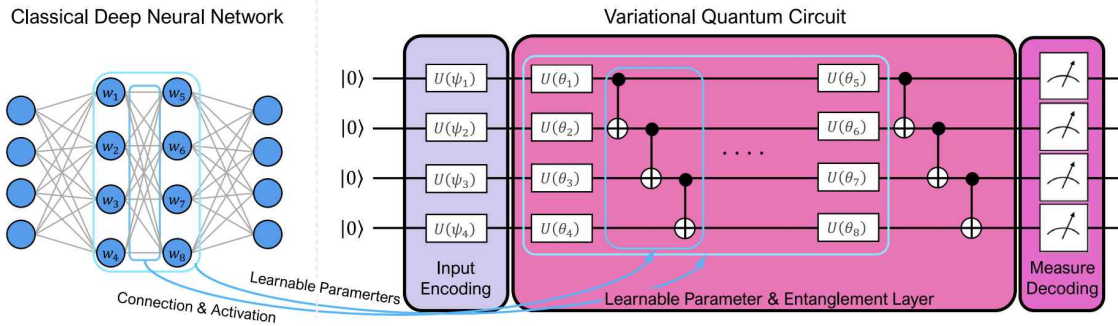 Classical Deep Neural Network
Variational Quantum Circuit
w₁ w₅
w₂ w₆
w₃ w₇
w₄ w₈
|0⟩ U(ψ₁) U(θ₁) U(θ₅)
|0⟩ U(ψ₂) U(θ₂) U(θ₆)
....
|0⟩ U(ψ₃) U(θ₃) U(θ₇)
|0⟩ U(ψ₄) U(θ₄) U(θ₈)
Learnable Paramerters
Connection & Activation
Input
Encoding
Learnable Parameter & Entanglement Layer
Measure
Decoding